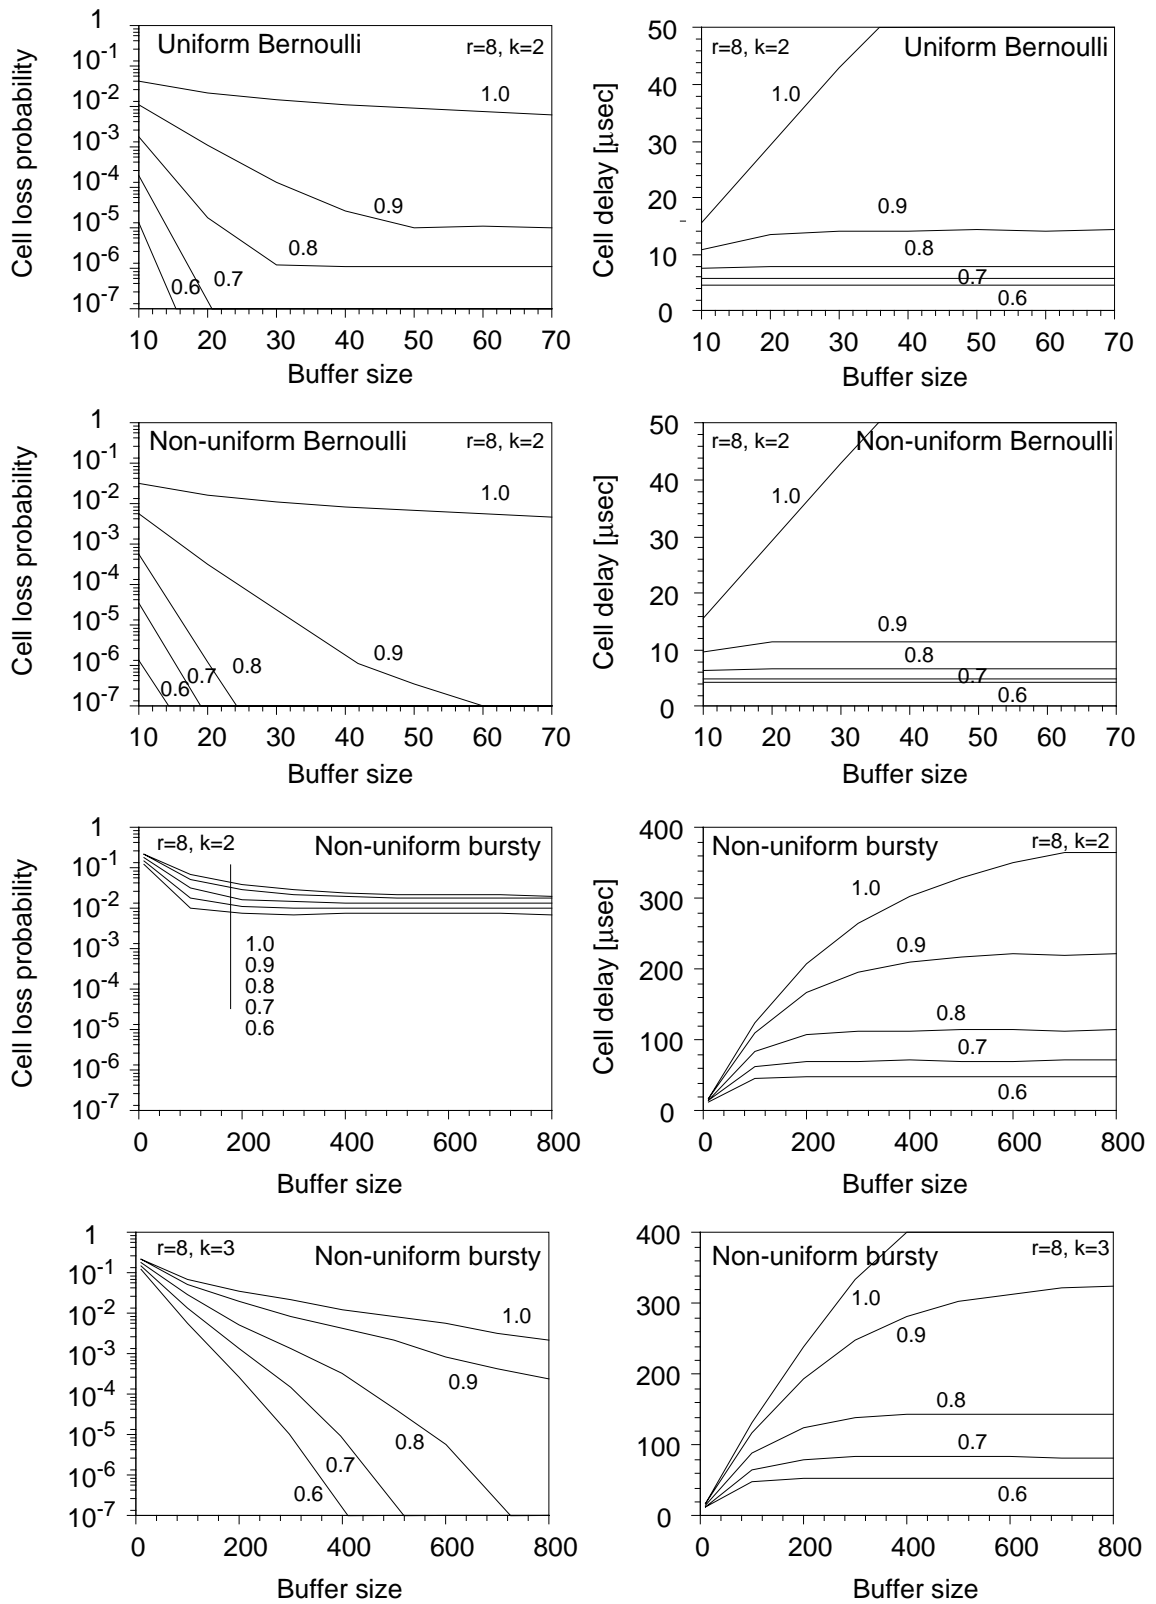 Uniform Bernoulli
r=8, k=2
Cell loss probability
1
10-1
10-2
10-3
10-4
10-5
10-6
10-7
1.0
0.9
0.8
0.7
0.6
10 20 30 40 50 60 70
Buffer size
r=8, k=2
Uniform Bernoulli
Cell delay [μsec]
50
40
30
20
10
0
1.0
0.9
0.8
0.7
0.6
10 20 30 40 50 60 70
Buffer size
Non-uniform Bernoulli
r=8, k=2
Cell loss probability
1
10-1
10-2
10-3
10-4
10-5
10-6
10-7
1.0
0.9
0.8
0.7
0.6
10 20 30 40 50 60 70
Buffer size
r=8, k=2
Non-uniform Bernoulli
Cell delay [μsec]
50
40
30
20
10
0
1.0
0.9
0.8
0.7
0.6
10 20 30 40 50 60 70
Buffer size
r=8, k=2
Non-uniform bursty
Cell loss probability
1
10-1
10-2
10-3
10-4
10-5
10-6
10-7
1.0
0.9
0.8
0.7
0.6
0 200 400 600 800
Buffer size
Non-uniform bursty
r=8, k=2
Cell delay [μsec]
400
300
200
100
0
1.0
0.9
0.8
0.7
0.6
0 200 400 600 800
Buffer size
r=8, k=3
Non-uniform bursty
Cell loss probability
1
10-1
10-2
10-3
10-4
10-5
10-6
10-7
1.0
0.9
0.8
0.7
0.6
0 200 400 600 800
Buffer size
Non-uniform bursty
r=8, k=3
Cell delay [μsec]
400
300
200
100
0
1.0
0.9
0.8
0.7
0.6
0 200 400 600 800
Buffer size